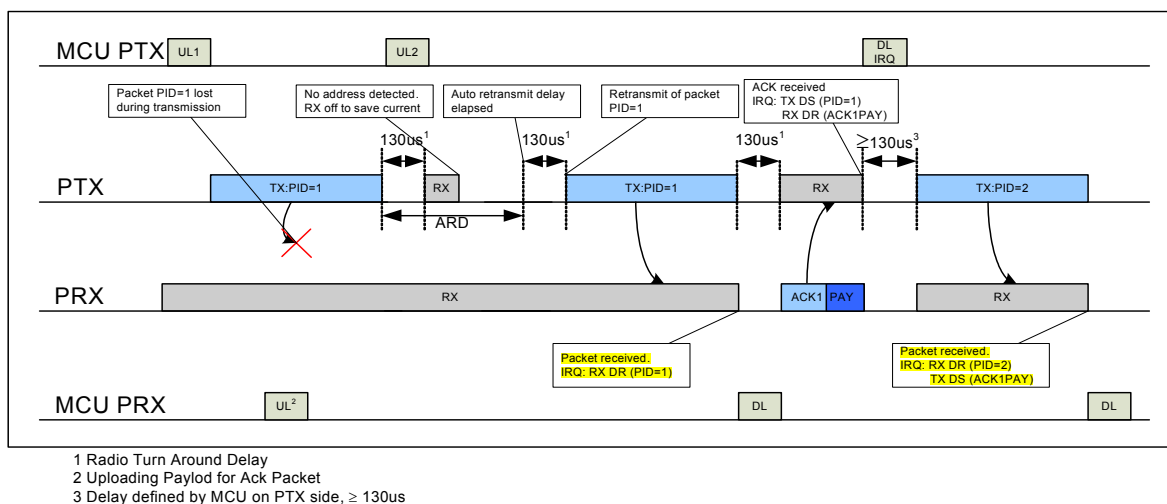 MCU PTX
UL1
UL2
DL
IRQ
Packet PID=1 lost
during transmission
No address detected.
RX off to save current
Auto retransmit delay
elapsed
Retransmit of packet
PID=1
ACK received
IRQ: TX DS (PID=1)
RX DR (ACK1PAY)
130us1
130us1
130us1
≥130us3
PTX
TX:PID=1
RX
TX:PID=1
RX
TX:PID=2
ARD
PRX
RX
ACK1
PAY
RX
Packet received.
IRQ: RX DR (PID=1)
Packet received.
IRQ: RX DR (PID=2)
TX DS (ACK1PAY)
MCU PRX
UL2
DL
DL
1 Radio Turn Around Delay
2 Uploading Paylod for Ack Packet
3 Delay defined by MCU on PTX side, ≥ 130us